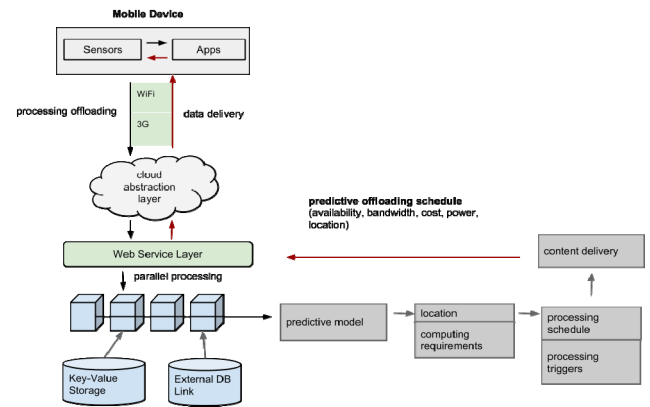 Mobile Device
Sensors
Apps
WiFi
processing offloading
data delivery
3G
cloud
abstraction
layer
predictive offloading schedule
(availability, bandwidth, cost, power,
location)
Web Service Layer
content delivery
parallel processing
predictive model
location
computing
requirements
processing
schedule
processing
triggers
Key-Value
Storage
External DB
Link